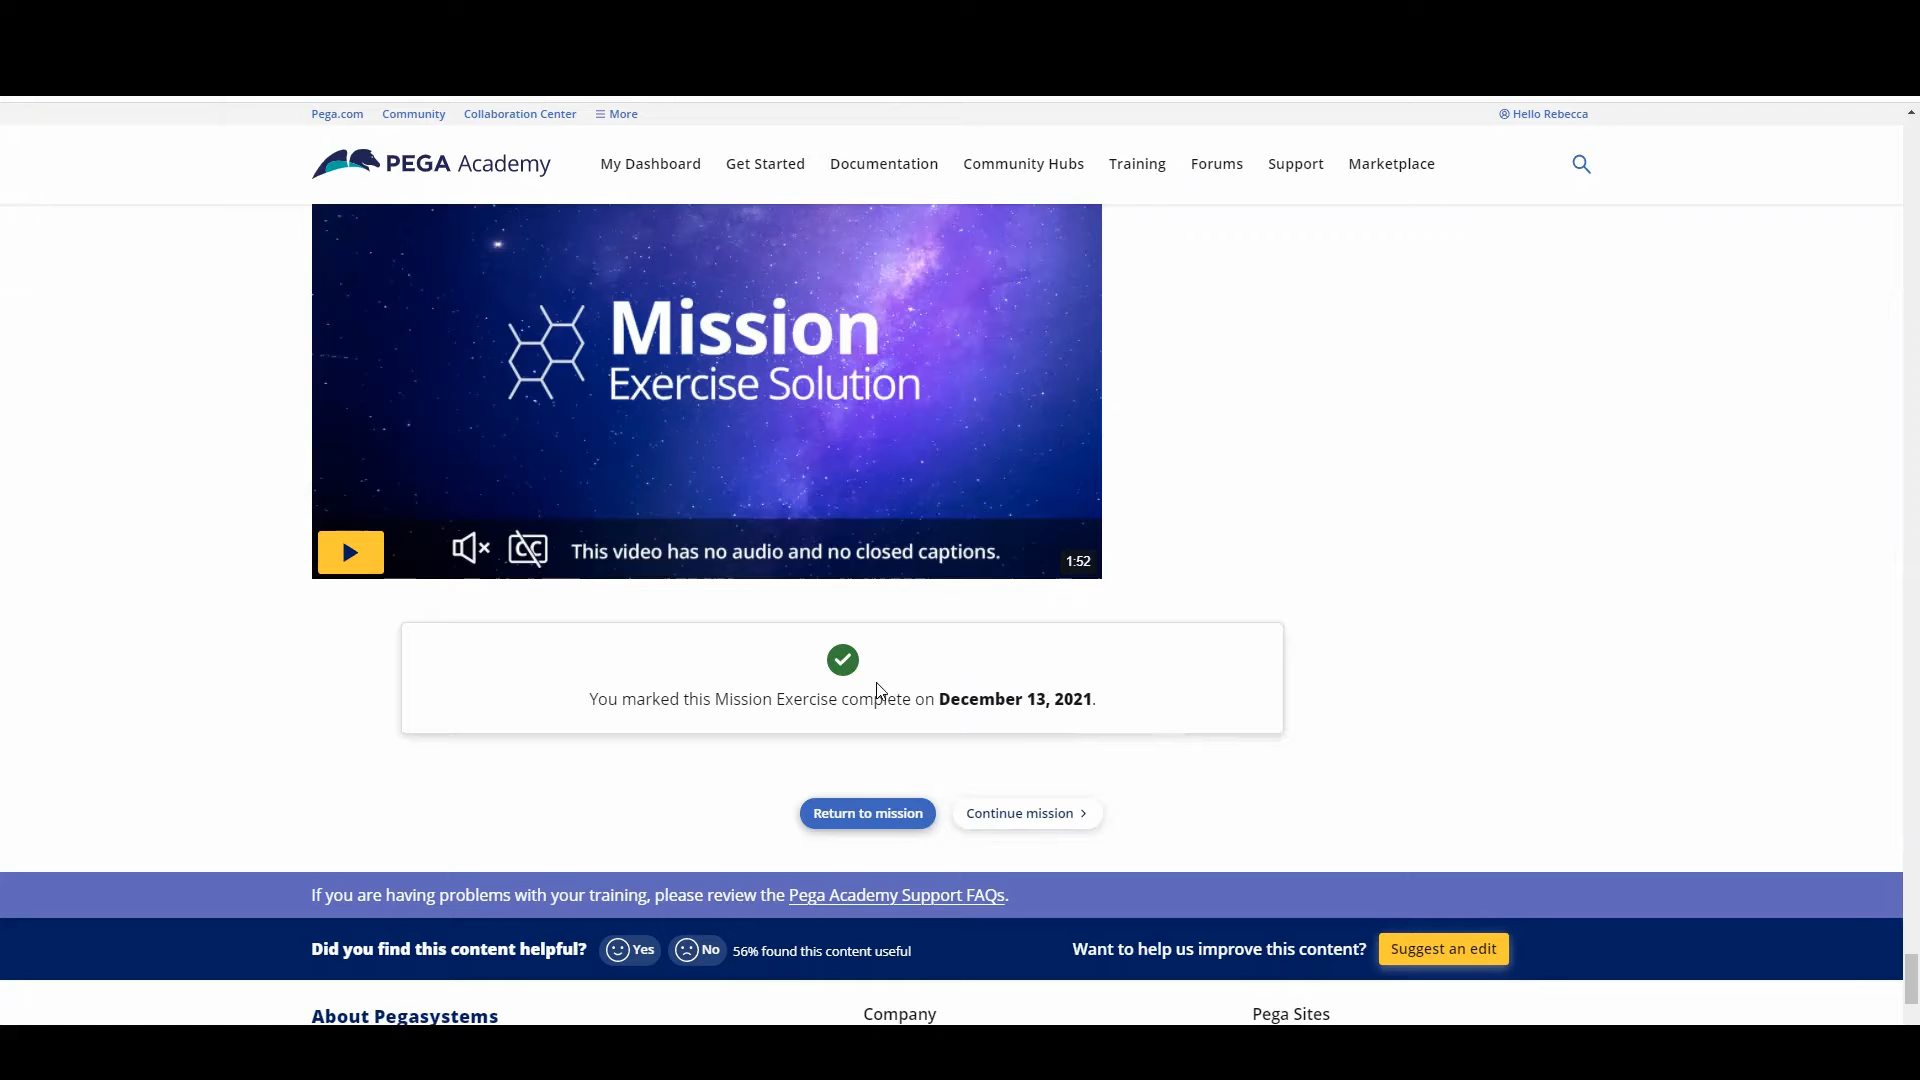 Pega.com Community Collaboration Center More Hello Rebecca
PEGA Academy My Dashboard Get Started Documentation Community Hubs Training Forums Support Marketplace
Mission
Exercise Solution
CC This video has no audio and no closed captions. 1:52
You marked this Mission Exercise complete on December 13, 2021.
Return to mission Continue mission
If you are having problems with your training, please review the Pega Academy Support FAQs.
Did you find this content helpful? Yes No 56% found this content useful Want to help us improve this content? Suggest an edit
About Pegasystems Company Pega Sites